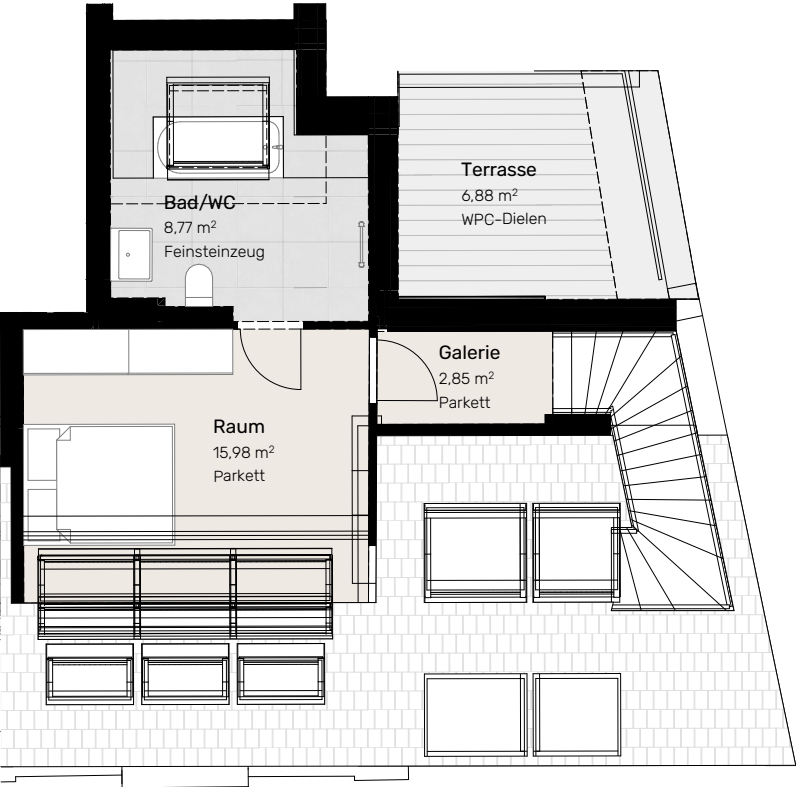 Terrasse
6,88 m²
WPC-Dielen
Bad/WC
8,77 m²
Feinsteinzeug
Galerie
2,85 m²
Parkett
Raum
15,98 m²
Parkett